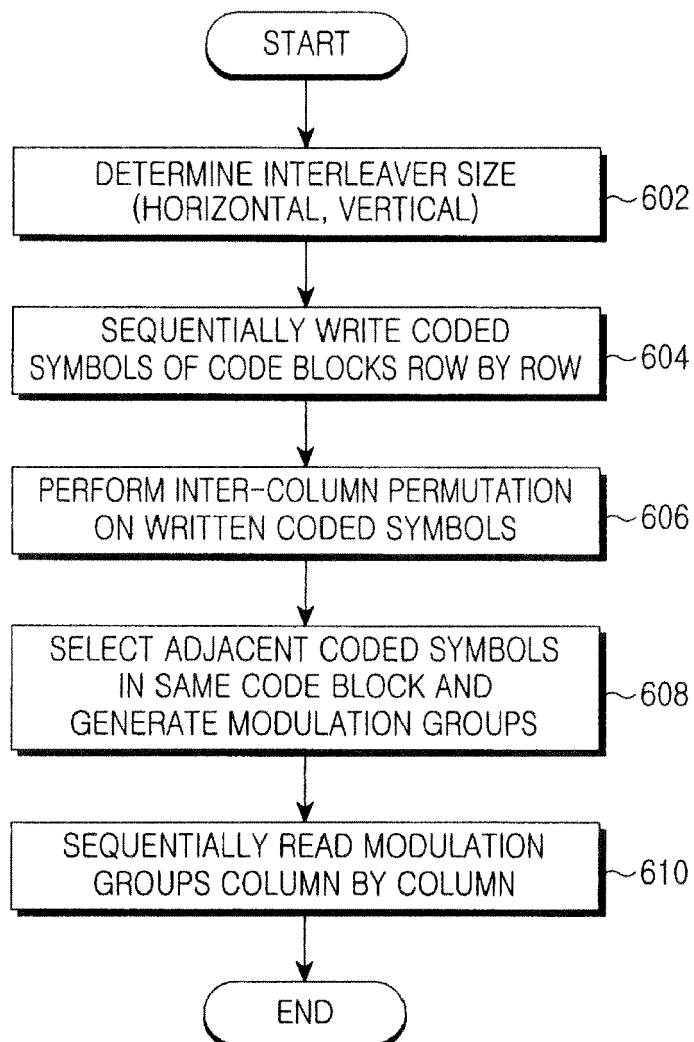 START
DETERMINE INTERLEAVER SIZE
(HORIZONTAL, VERTICAL)
602
SEQUENTIALLY WRITE CODED
SYMBOLS OF CODE BLOCKS ROW BY ROW
604
PERFORM INTER-COLUMN PERMUTATION
ON WRITTEN CODED SYMBOLS
606
SELECT ADJACENT CODED SYMBOLS
IN SAME CODE BLOCK AND
GENERATE MODULATION GROUPS
608
SEQUENTIALLY READ MODULATION
GROUPS COLUMN BY COLUMN
610
END